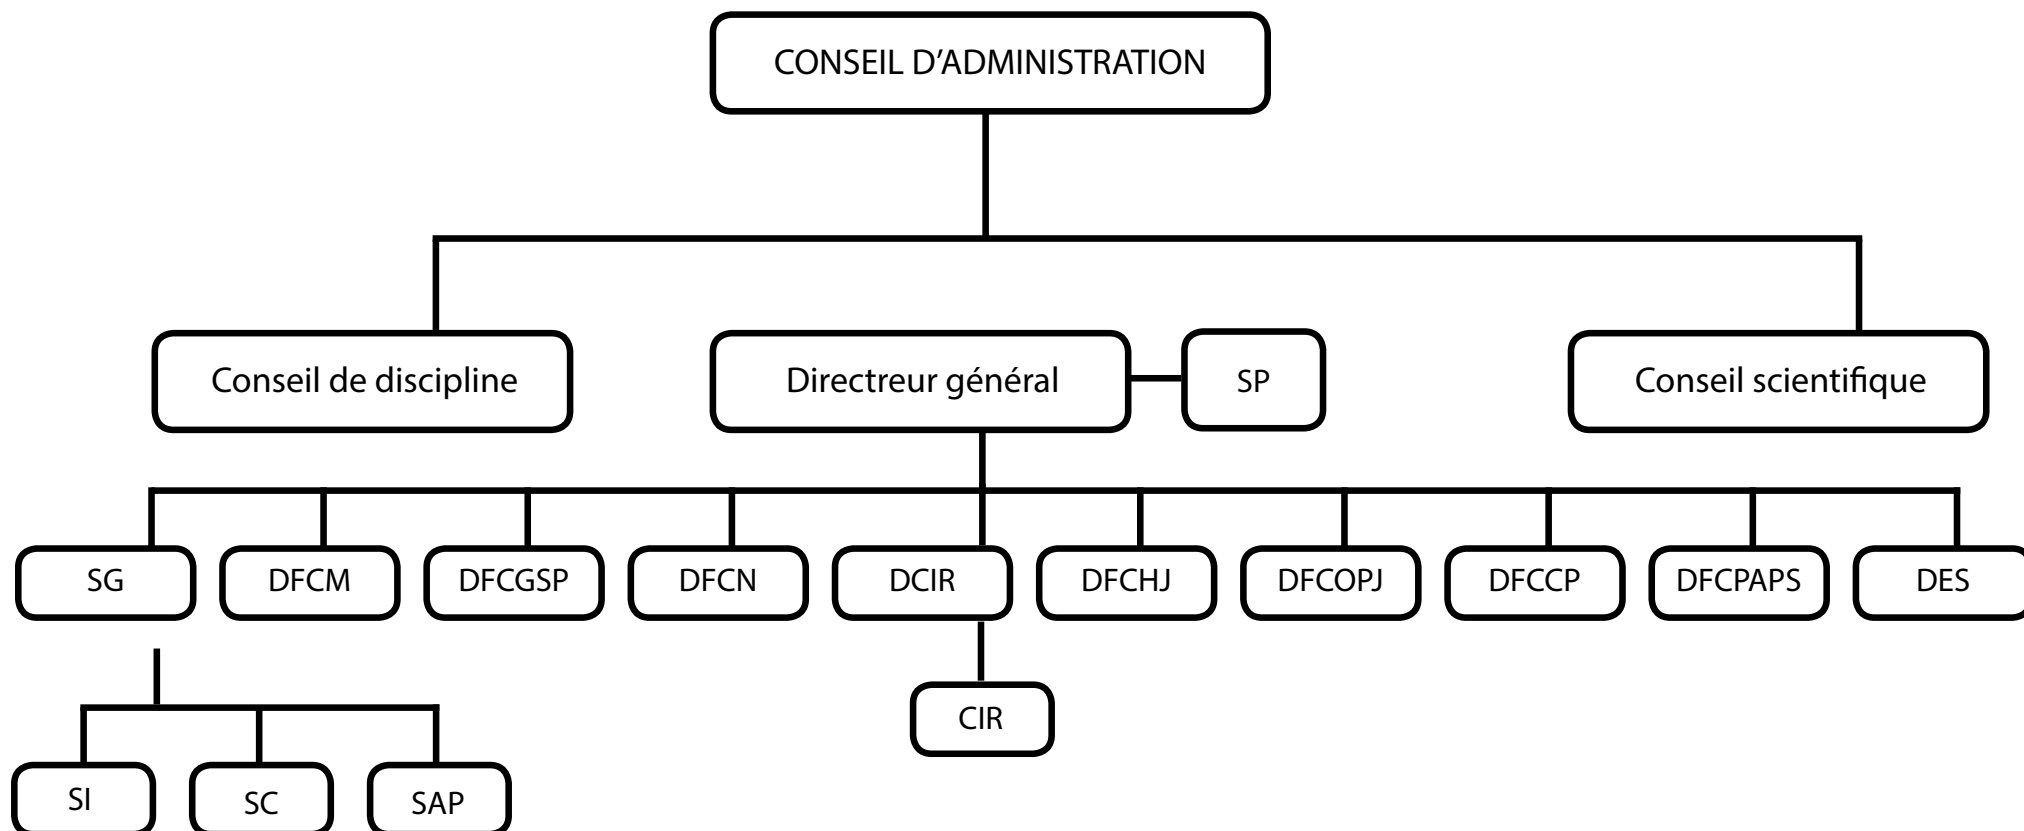 CONSEIL D’ADMINISTRATION
Conseil de discipline
Directreur général
SP
Conseil scientifique
SG
DFCM
DFCGSP
DFCN
DCIR
DFCHJ
DFCOPJ
DFCCP
DFCPAPS
DES
CIR
SI
SC
SAP